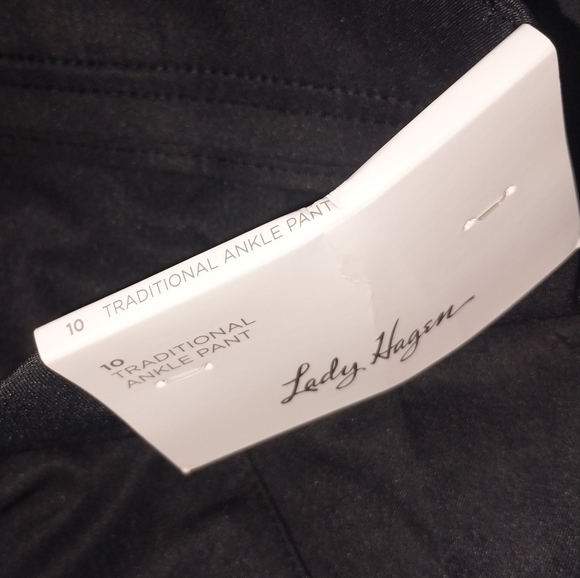 10 TRADITIONAL ANKLE PANT
10
TRADITIONAL
ANKLE PANT
Lady Hagen